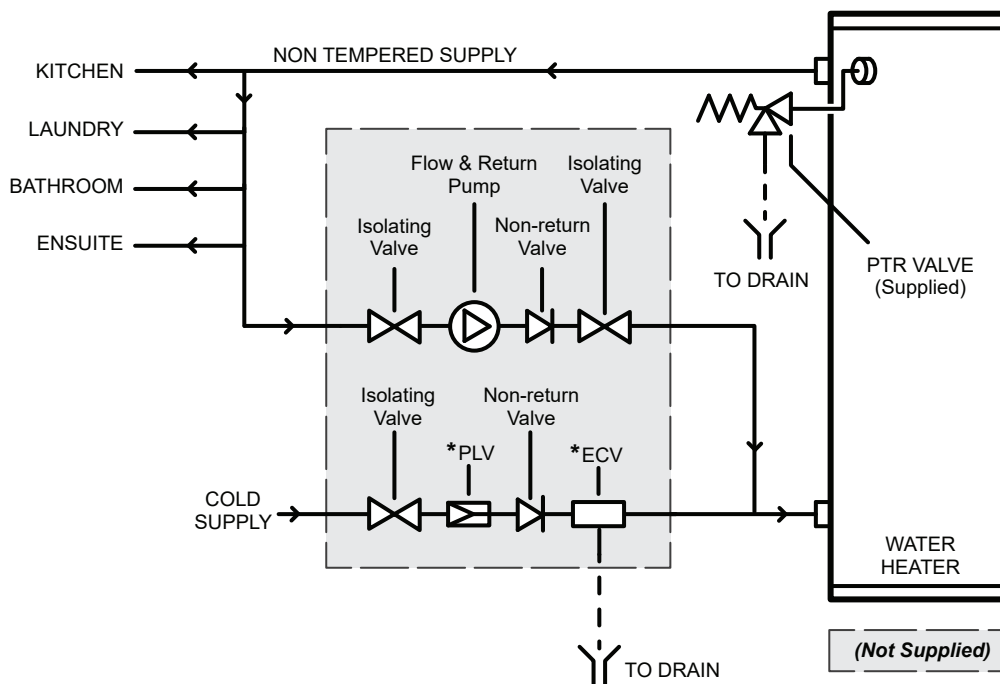 NON TEMPERED SUPPLY
KITCHEN
LAUNDRY
BATHROOM
ENSUITE
Flow & Return
Pump
Isolating
Valve
Isolating
Valve
Non-return
Valve
TO DRAIN
PTR VALVE
(Supplied)
Isolating
Valve
Non-return
Valve
*PLV
*ECV
COLD
SUPPLY
WATER
HEATER
(Not Supplied)
TO DRAIN